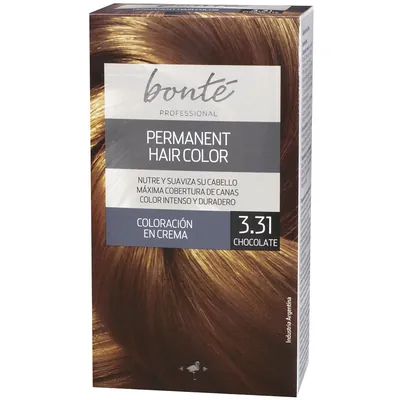 bonté
PROFESSIONAL
PERMANENT
HAIR COLOR
NUTRE Y SUAVIZA SU CABELLO
MÁXIMA COBERTURA DE CANAS
COLOR INTENSO Y DURADERO
COLORACIÓN
EN CREMA
3.31
CHOCOLATE
Industria Argentina